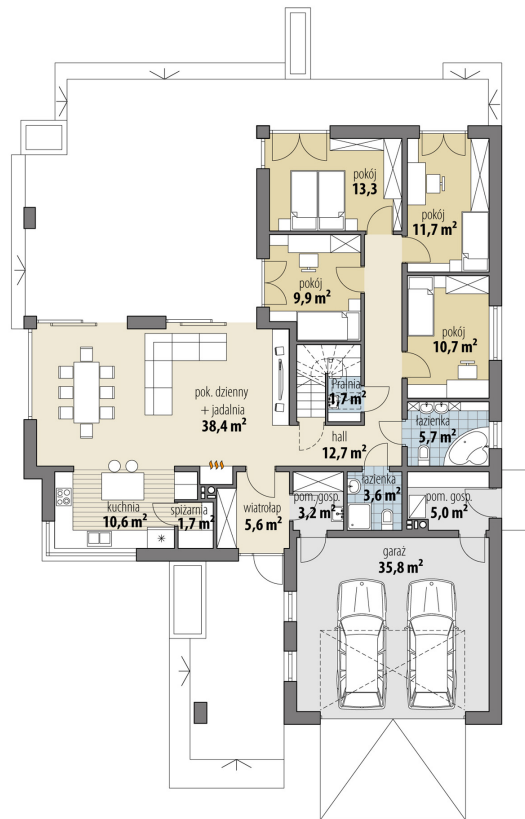 pokój
13,3
pokój
11,7 m²
pokój
9,9 m²
pokój
10,7 m²
pok. dzienny
+ jadalnia
38,4 m²
Pralnia
1,7 m²
hall
12,7 m²
łazienka
5,7 m²
kuchnia
10,6 m²
spiżarnia
1,7 m²
wiatrołap
5,6 m²
pom. gosp.
3,2 m²
łazienka
3,6 m²
pom. gosp.
5,0 m²
garaż
35,8 m²